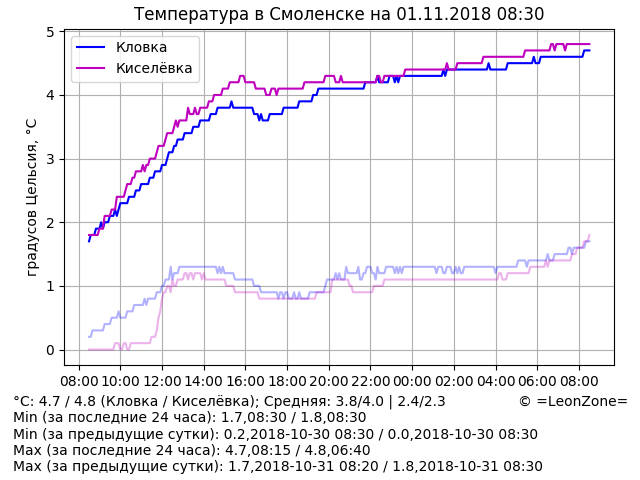 Температура в Смоленске на 01.11.2018 08:30
градусов Цельсия, °C
Кловка
Киселёвка
5
4
3
2
1
0
08:00 10:00 12:00 14:00 16:00 18:00 20:00 22:00 00:00 02:00 04:00 06:00 08:00
°C: 4.7 / 4.8 (Кловка / Киселёвка); Средняя: 3.8/4.0 | 2.4/2.3 © =LeonZone=
Min (за последние 24 часа): 1.7,08:30 / 1.8,08:30
Min (за предыдущие сутки): 0.2,2018-10-30 08:30 / 0.0,2018-10-30 08:30
Max (за последние 24 часа): 4.7,08:15 / 4.8,06:40
Max (за предыдущие сутки): 1.7,2018-10-31 08:20 / 1.8,2018-10-31 08:30